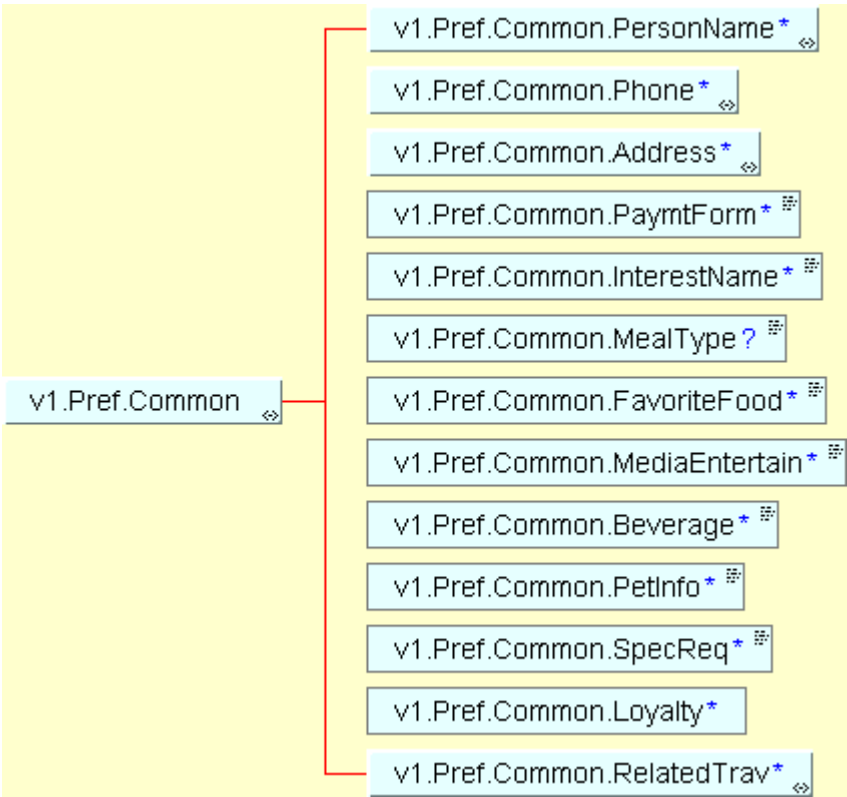 v1.Pref.Common.PersonName*
v1.Pref.Common.Phone*
v1.Pref.Common.Address*
v1.Pref.Common.PaymtForm*
v1.Pref.Common.InterestName*
v1.Pref.Common.MealType?
v1.Pref.Common
v1.Pref.Common.FavoriteFood*
v1.Pref.Common.MediaEntertain*
v1.Pref.Common.Beverage*
v1.Pref.Common.PetInfo*
v1.Pref.Common.SpecReq*
v1.Pref.Common.Loyalty*
v1.Pref.Common.RelatedTrav*